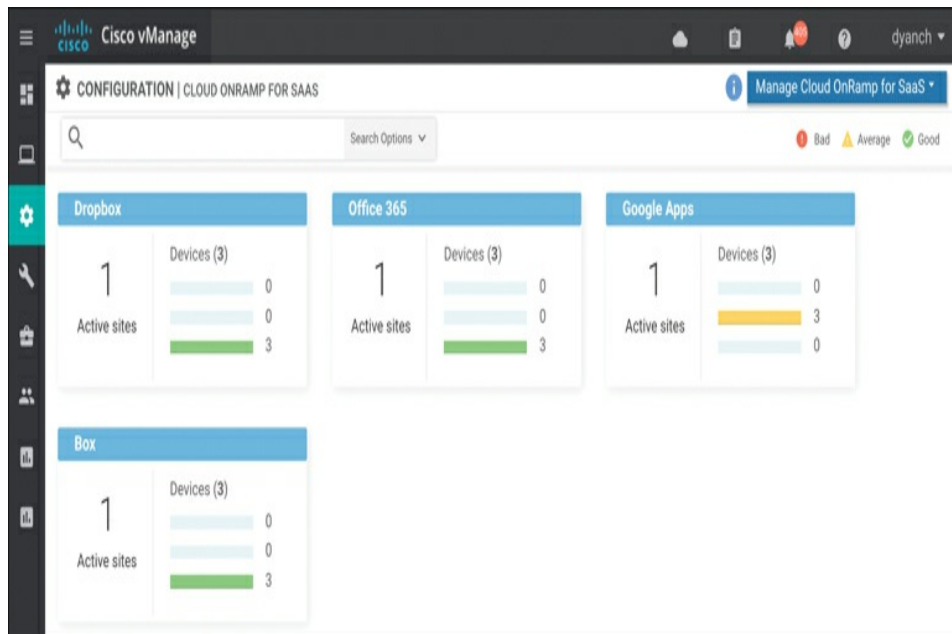 cisco Cisco vManage dyanch
CONFIGURATION | CLOUD ONRAMP FOR SAAS Manage Cloud OnRamp for SaaS
Search Options Bad Average Good
Dropbox
1
Active sites
Devices (3)
0
0
3
Office 365
1
Active sites
Devices (3)
0
0
3
Google Apps
1
Active sites
Devices (3)
0
3
0
Box
1
Active sites
Devices (3)
0
0
3